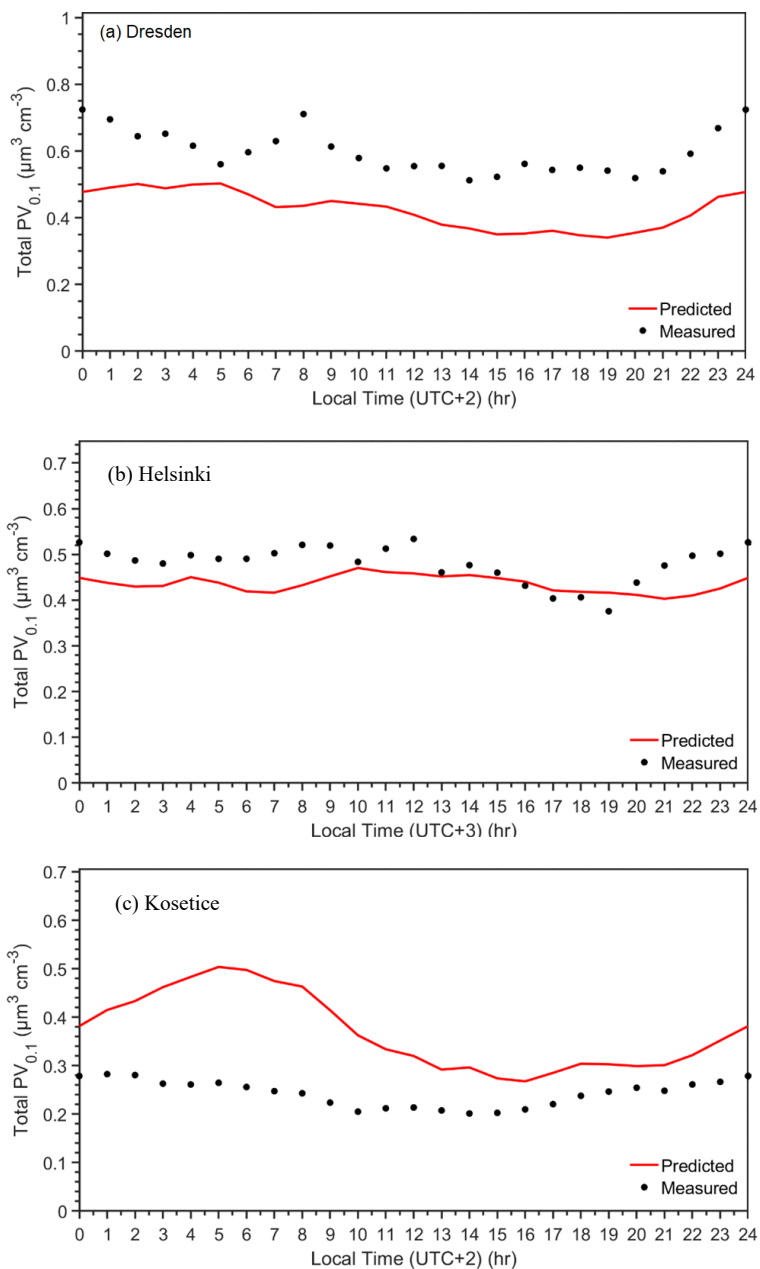 (a) Dresden
1
0.8
0.6
0.4
0.2
0
Total PV0.1 (μm³ cm⁻³)
Predicted
Measured
0 1 2 3 4 5 6 7 8 9 10 11 12 13 14 15 16 17 18 19 20 21 22 23 24
Local Time (UTC+2) (hr)
(b) Helsinki
0.7
0.6
0.5
0.4
0.3
0.2
0.1
0
Total PV0.1 (μm³ cm⁻³)
Predicted
Measured
0 1 2 3 4 5 6 7 8 9 10 11 12 13 14 15 16 17 18 19 20 21 22 23 24
Local Time (UTC+3) (hr)
(c) Kosetice
0.7
0.6
0.5
0.4
0.3
0.2
0.1
0
Total PV0.1 (μm³ cm⁻³)
Predicted
Measured
0 1 2 3 4 5 6 7 8 9 10 11 12 13 14 15 16 17 18 19 20 21 22 23 24
Local Time (UTC+2) (hr)